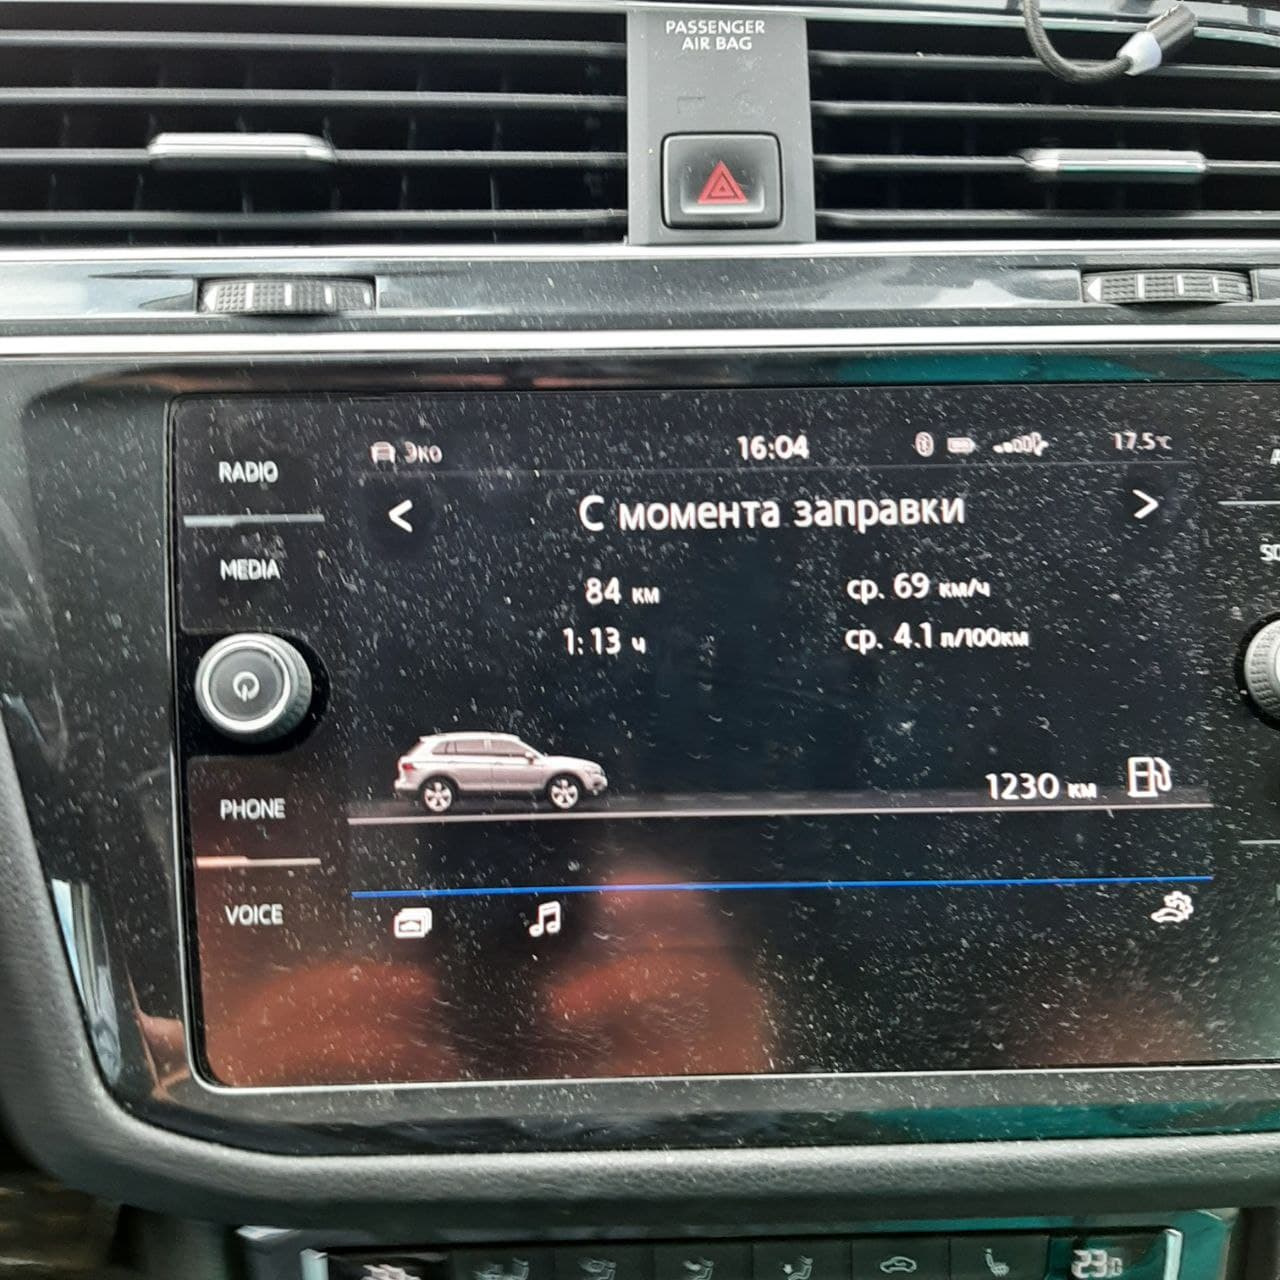 PASSENGER
AIR BAG
RADIO
MEDIA
PHONE
VOICE
Эко
16:04
17.5°C
< С момента заправки >
84 км
ср. 69 км/ч
1:13 ч
ср. 4.1 л/100км
1230 км